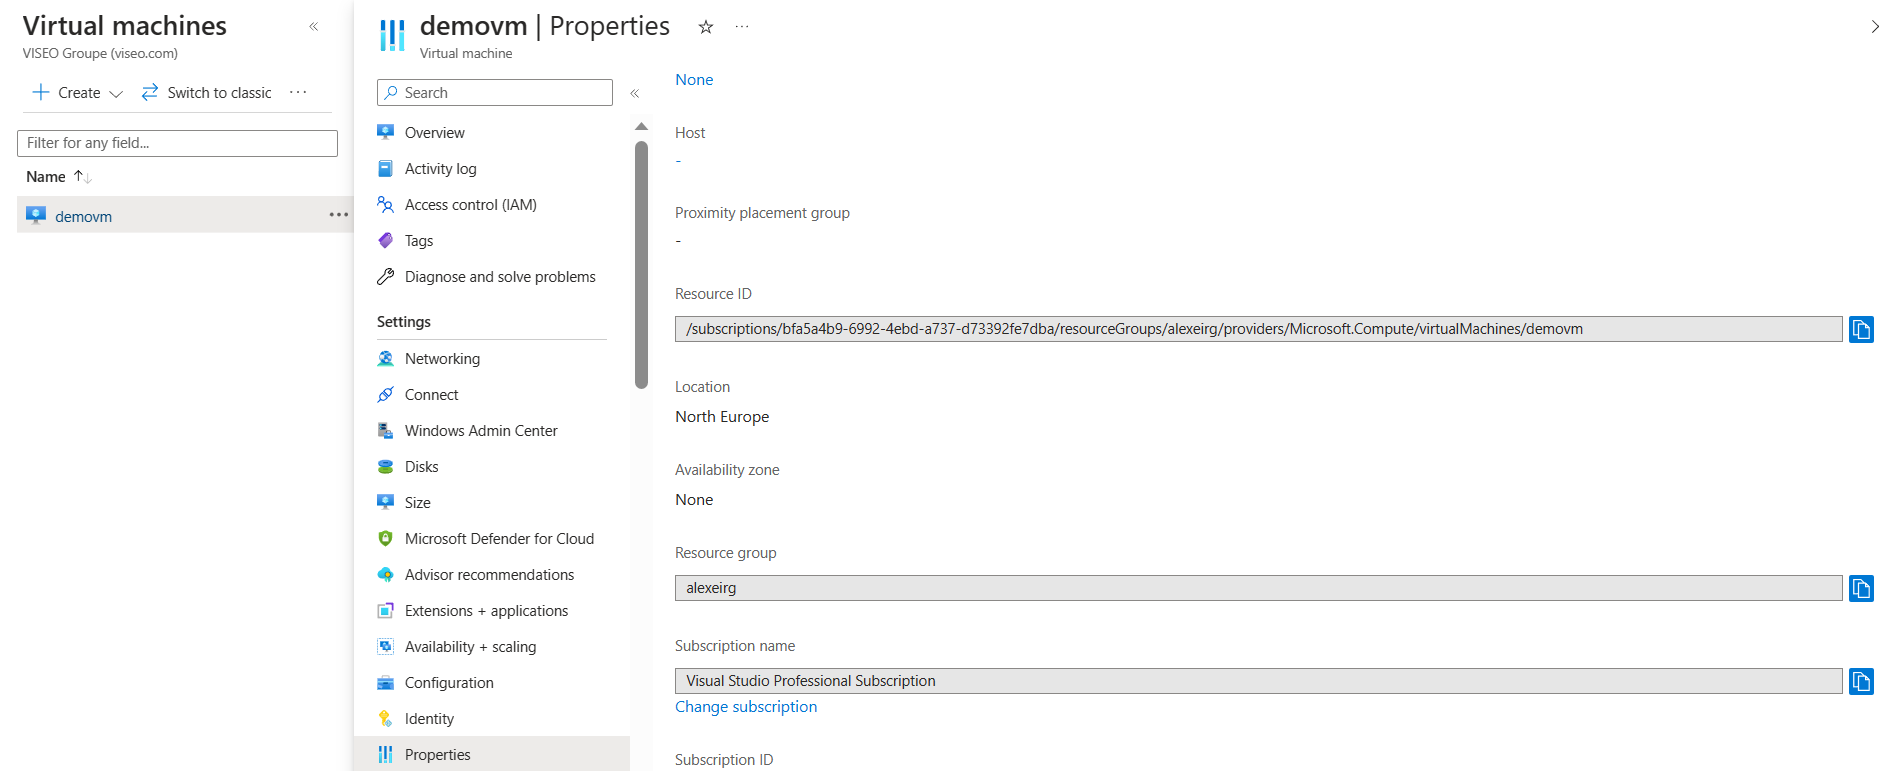 Virtual machines
VISEO Groupe (viseo.com)
Create
Switch to classic
Filter for any field...
Name
demovm
demovm | Properties
Virtual machine
Search
Overview
Activity log
Access control (IAM)
Tags
Diagnose and solve problems
Settings
Networking
Connect
Windows Admin Center
Disks
Size
Microsoft Defender for Cloud
Advisor recommendations
Extensions + applications
Availability + scaling
Configuration
Identity
Properties
None
Host
-
Proximity placement group
-
Resource ID
/subscriptions/bfa5a4b9-6992-4ebd-a737-d73392fe7dba/resourceGroups/alexeirg/providers/Microsoft.Compute/virtualMachines/demovm
Location
North Europe
Availability zone
None
Resource group
alexeirg
Subscription name
Visual Studio Professional Subscription
Change subscription
Subscription ID